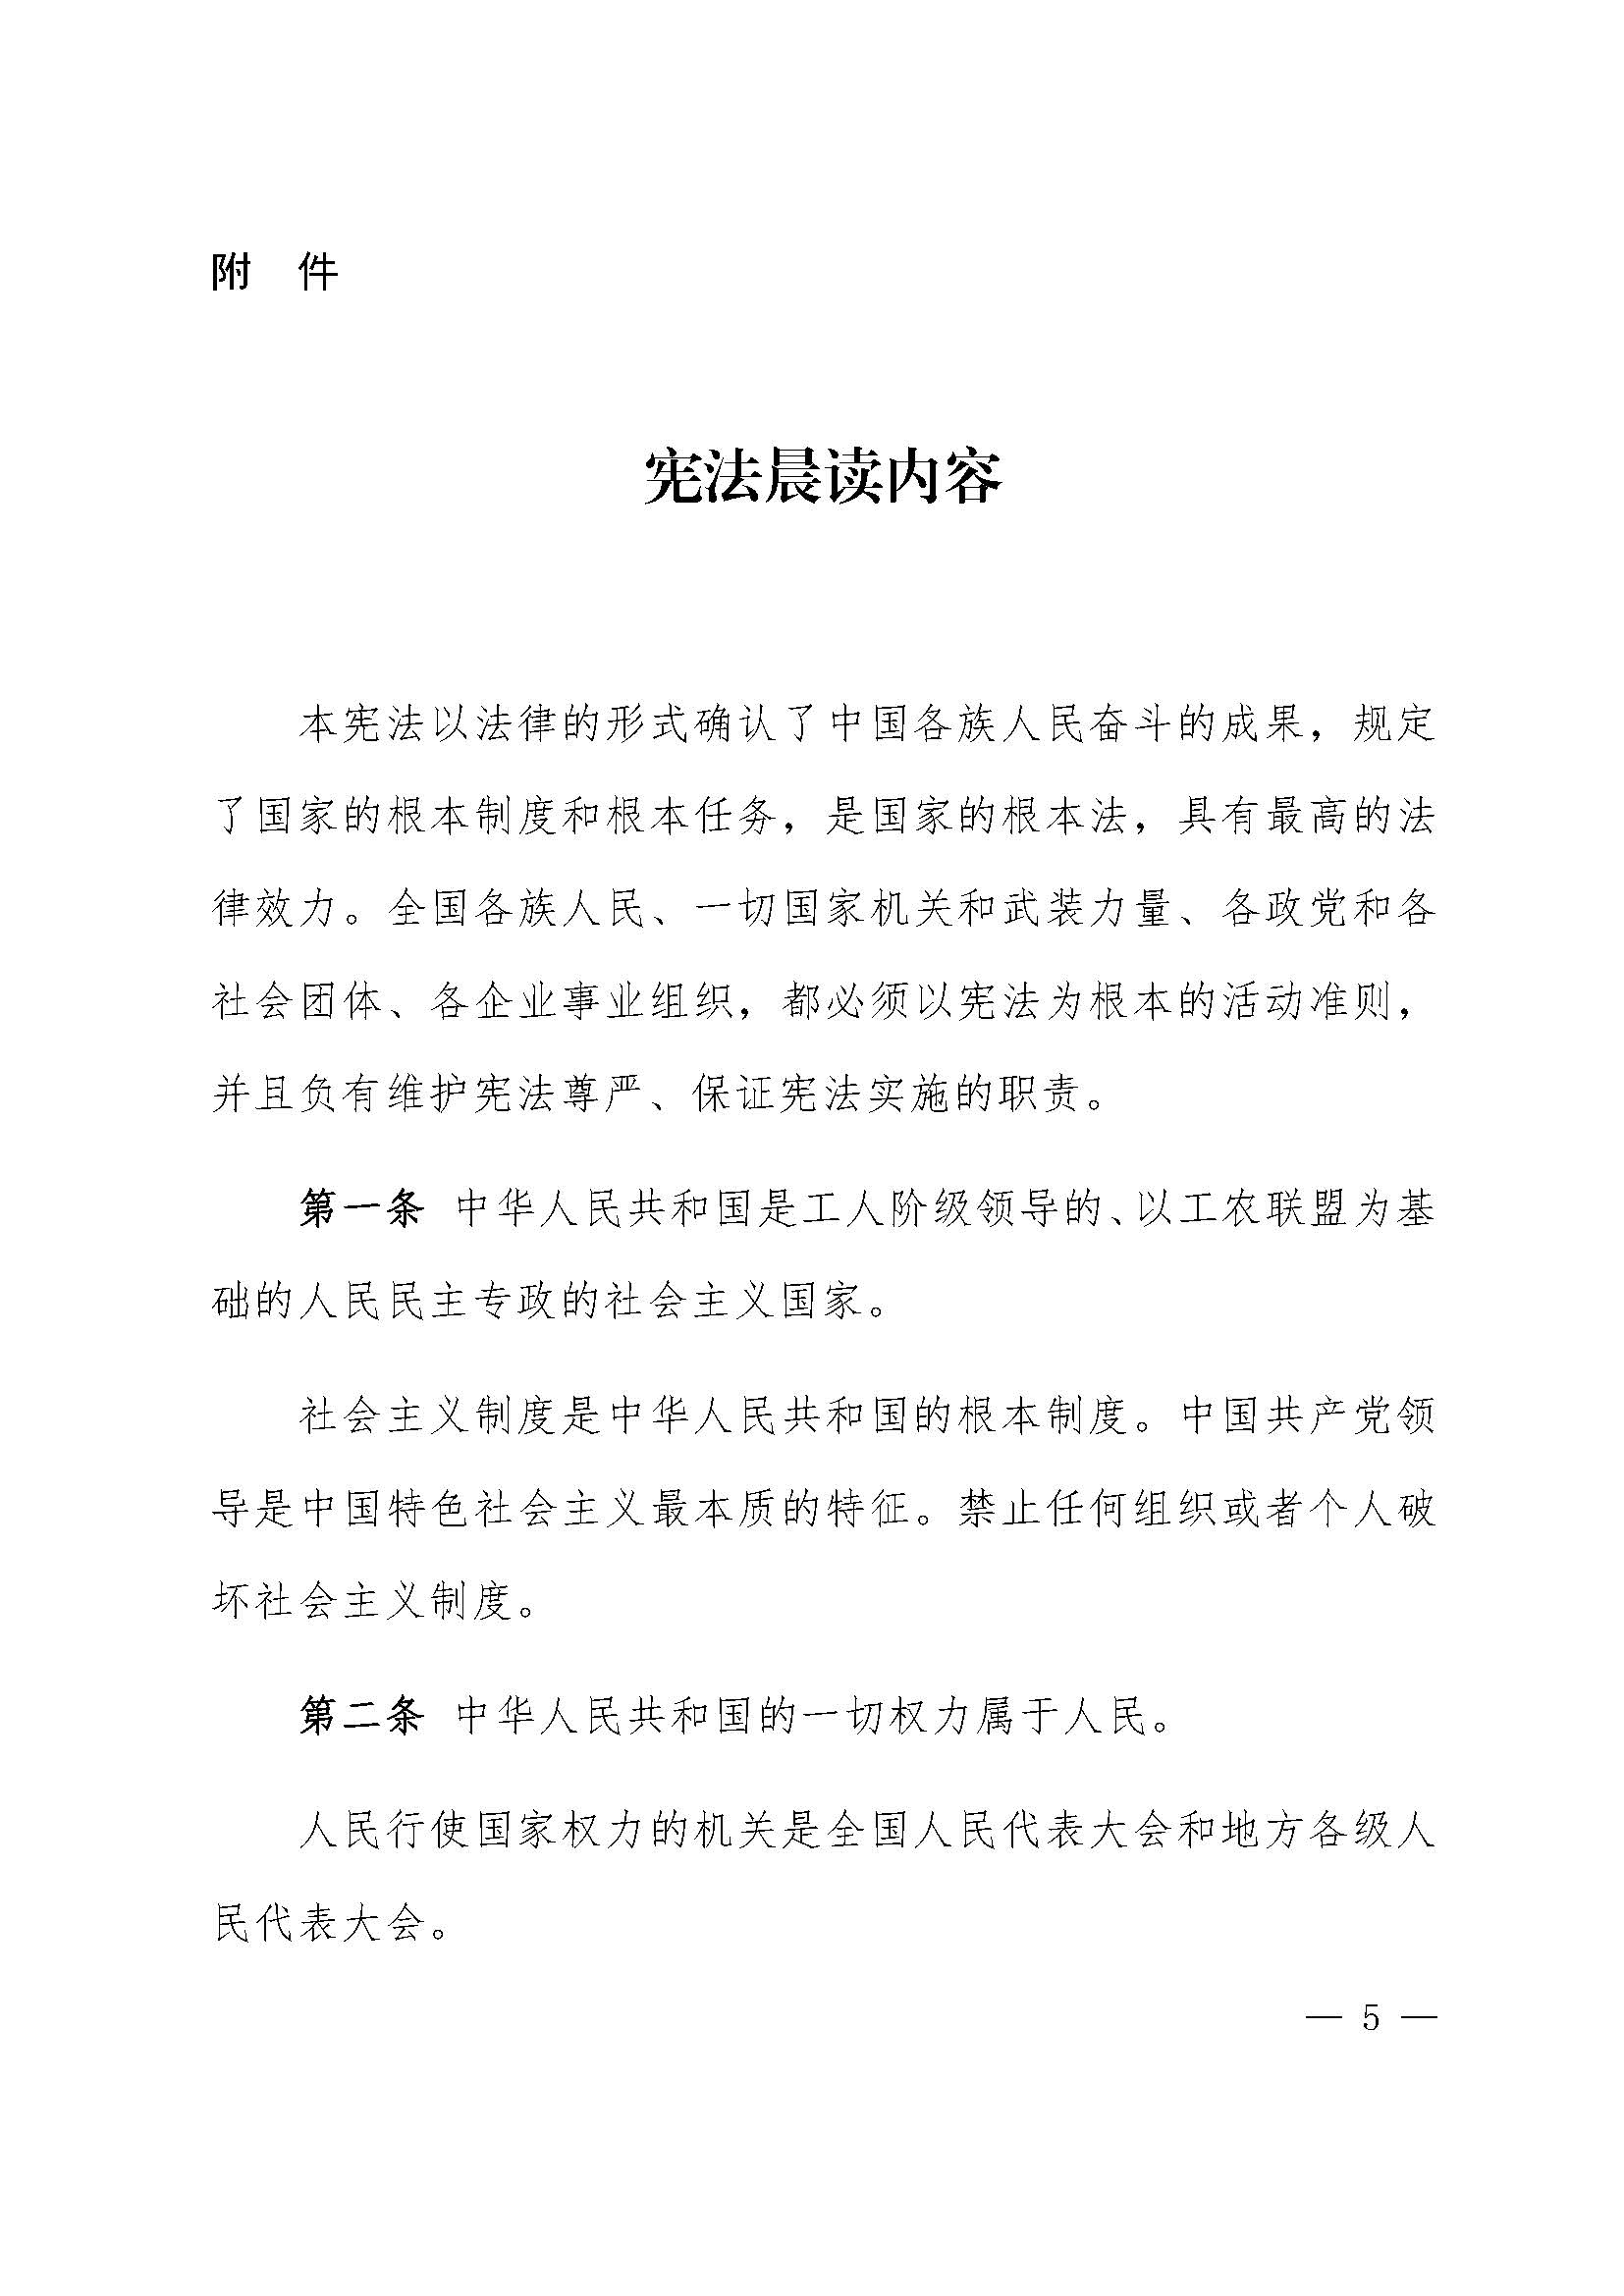 附　件
宪法晨读内容
本宪法以法律的形式确认了中国各族人民奋斗的成果，规定
了国家的根本制度和根本任务，是国家的根本法，具有最高的法
律效力。全国各族人民、一切国家机关和武装力量、各政党和各
社会团体、各企业事业组织，都必须以宪法为根本的活动准则，
并且负有维护宪法尊严、保证宪法实施的职责。
第一条 中华人民共和国是工人阶级领导的、以工农联盟为基
础的人民民主专政的社会主义国家。
社会主义制度是中华人民共和国的根本制度。中国共产党领
导是中国特色社会主义最本质的特征。禁止任何组织或者个人破
坏社会主义制度。
第二条 中华人民共和国的一切权力属于人民。
人民行使国家权力的机关是全国人民代表大会和地方各级人
民代表大会。
— 5 —